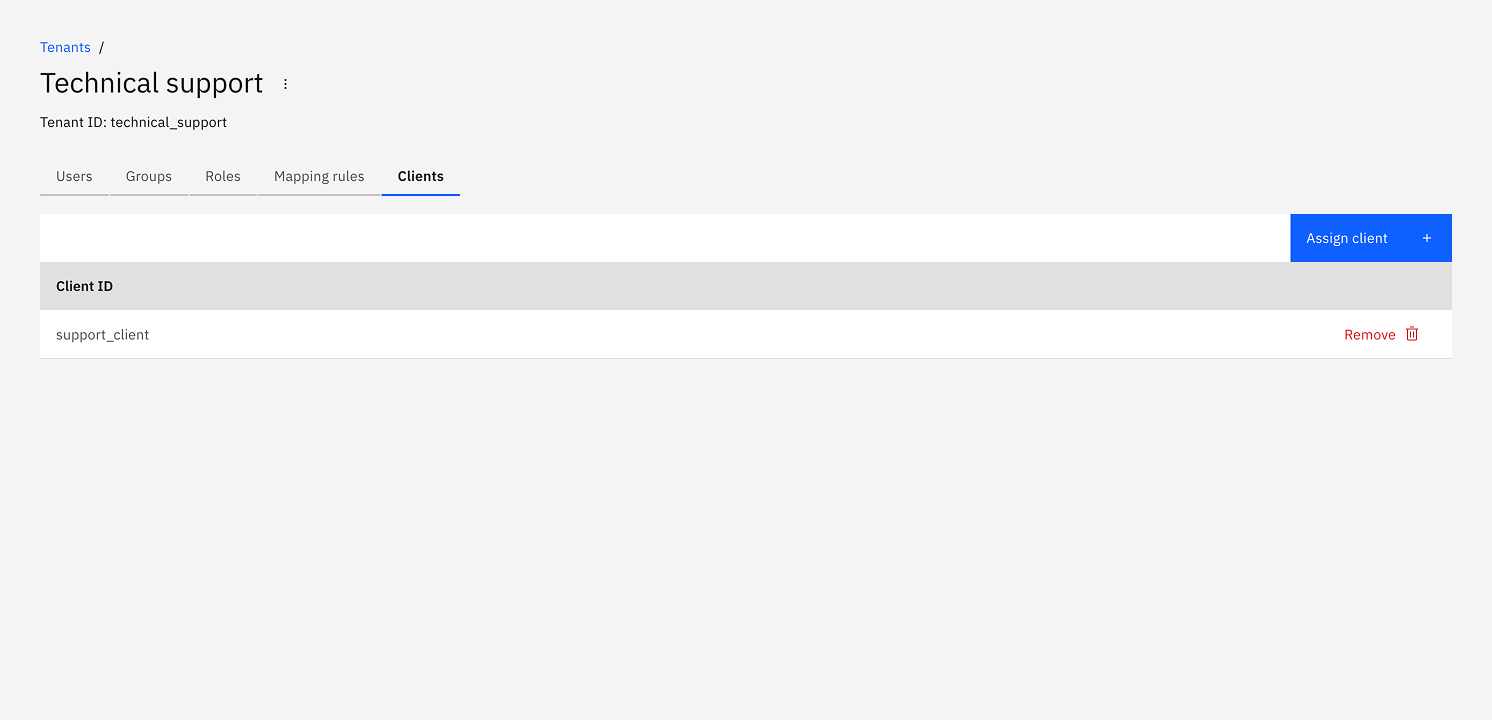 Tenants /
Technical support
Tenant ID: technical_support
Users Groups Roles Mapping rules Clients
Assign client +
Client ID
support_client Remove